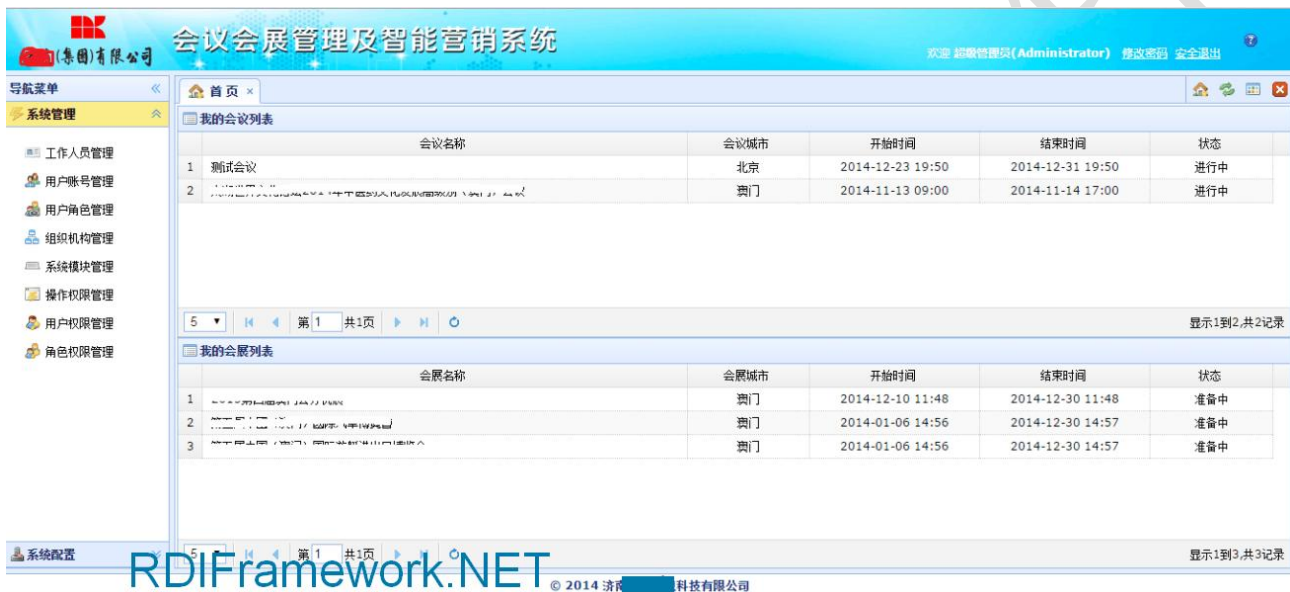 (集团)有限公司
会议会展管理及智能营销系统
欢迎 超级管理员(Administrator) 修改密码 安全退出
导航菜单
首页
系统管理
我的会议列表
会议名称 会议城市 开始时间 结束时间 状态
工作人员管理
1 测试会议 北京 2014-12-23 19:50 2014-12-31 19:50 进行中
用户账号管理
2 澳门 2014-11-13 09:00 2014-11-14 17:00 进行中
用户角色管理
组织机构管理
系统模块管理
操作权限管理
用户权限管理
5 第 1 共1页 显示1到2,共2记录
角色权限管理
我的会展列表
会展名称 会展城市 开始时间 结束时间 状态
1 澳门 2014-12-10 11:48 2014-12-30 11:48 准备中
2 澳门 2014-01-06 14:56 2014-12-30 14:57 准备中
3 澳门 2014-01-06 14:56 2014-12-30 14:57 准备中
系统配置
5 第 1 共1页 显示1到3,共3记录
RDIFramework.NET
© 2014 济南 科技有限公司